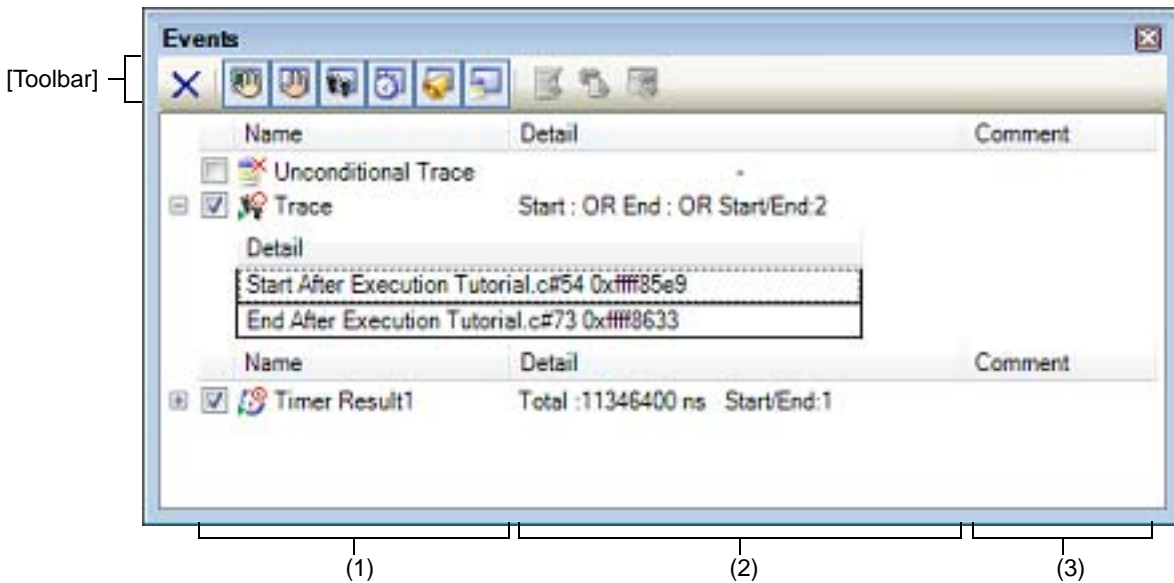 Events
[Toolbar]
Name Detail Comment
Unconditional Trace -
Trace Start : OR End : OR Start/End:2
Detail
Start After Execution Tutorial.c#54 0xffff85e9
End After Execution Tutorial.c#73 0xffff8633
Name Detail Comment
Timer Result1 Total :11346400 ns Start/End:1
(1) (2) (3)